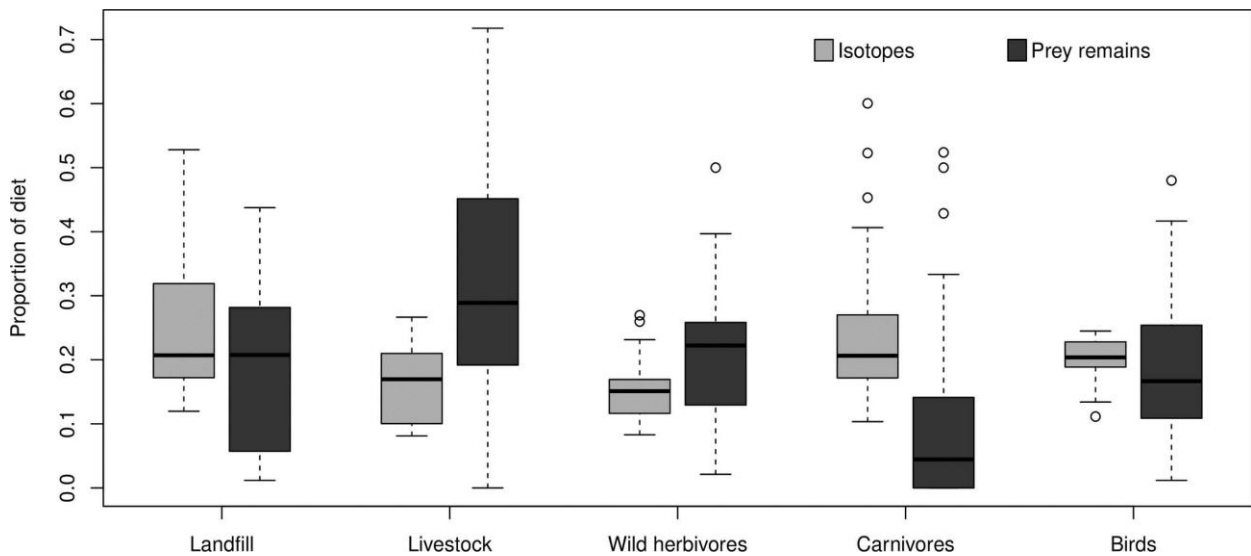 Proportion of diet
0.7
0.6
0.5
0.4
0.3
0.2
0.1
0.0
Isotopes
Prey remains
Landfill
Livestock
Wild herbivores
Carnivores
Birds